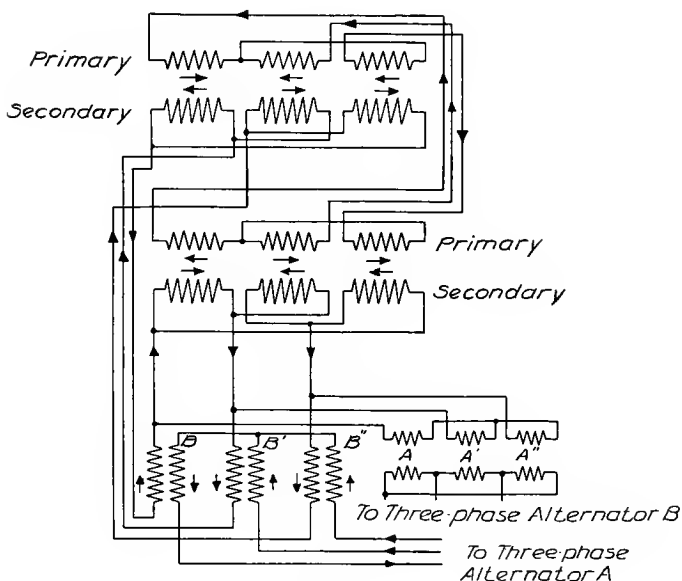 Primary
Secondary
Primary
Secondary
B
B'
B"
A
A'
A"
To Three-phase Alternator B
To Three-phase
Alternator A